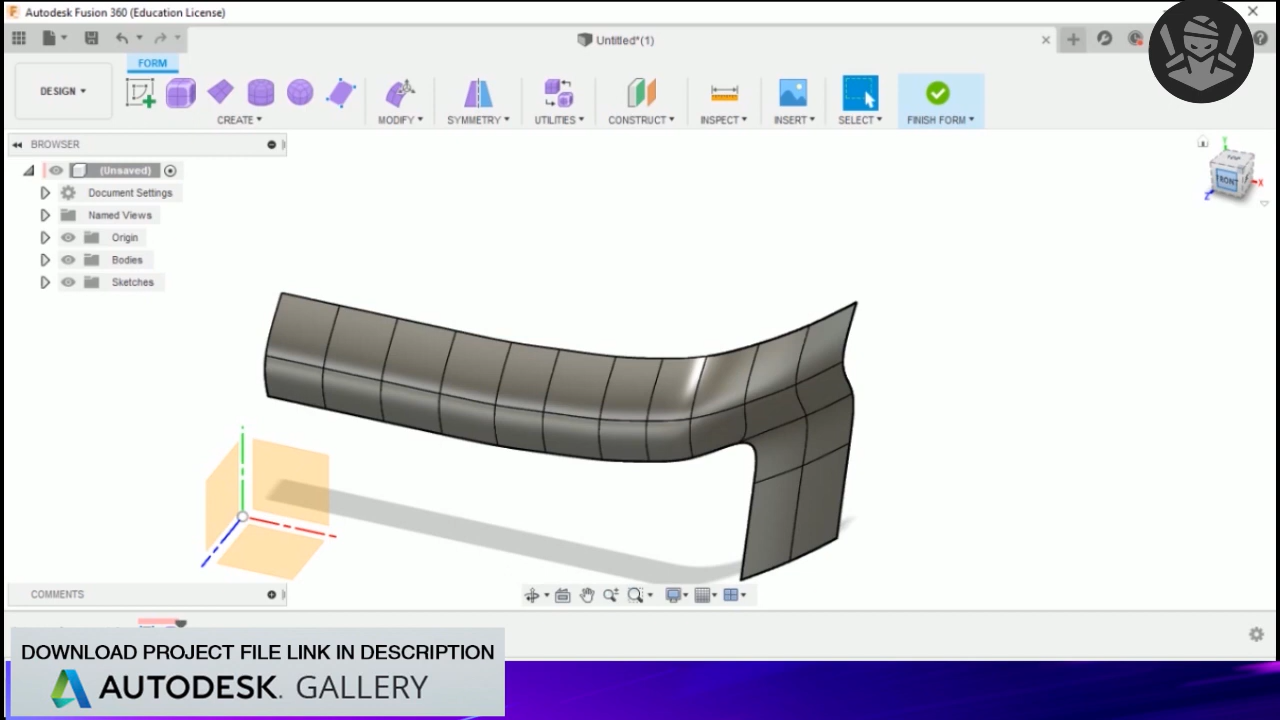 Autodesk Fusion 360 (Education License)
Untitled*(1)
FORM
DESIGN
CREATE
MODIFY
SYMMETRY
UTILITIES
CONSTRUCT
INSPECT
INSERT
SELECT
FINISH FORM
BROWSER
(Unsaved)
Document Settings
Named Views
Origin
Bodies
Sketches
TOP
FRONT
Y
X
Z
COMMENTS
DOWNLOAD PROJECT FILE LINK IN DESCRIPTION
AUTODESK. GALLERY